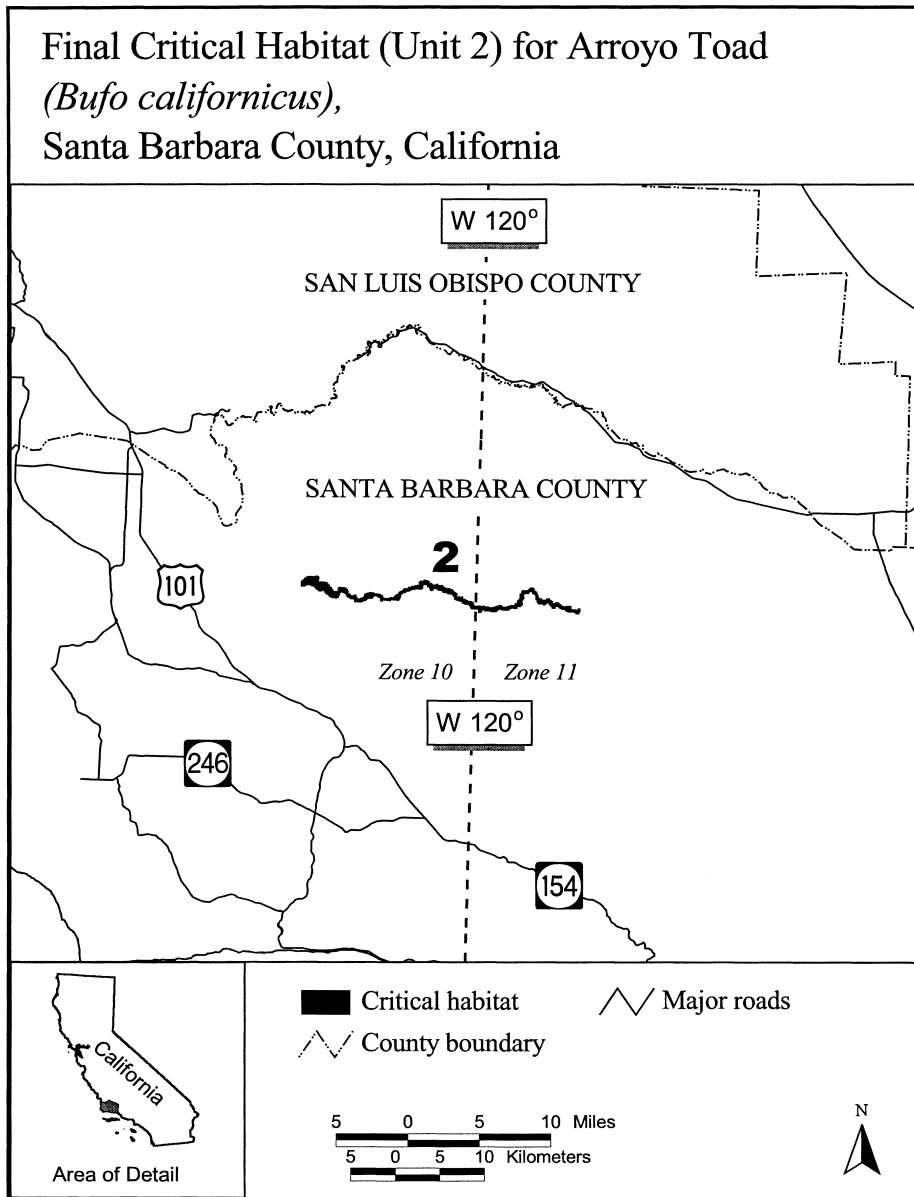 Final Critical Habitat (Unit 2) for Arroyo Toad
(Bufo californicus),
Santa Barbara County, California
W 120°
SAN LUIS OBISPO COUNTY
SANTA BARBARA COUNTY
2
101
Zone 10 Zone 11
W 120°
246
154
California
Area of Detail
Critical habitat
Major roads
County boundary
5 0 5 10 Miles
5 0 5 10 Kilometers
N